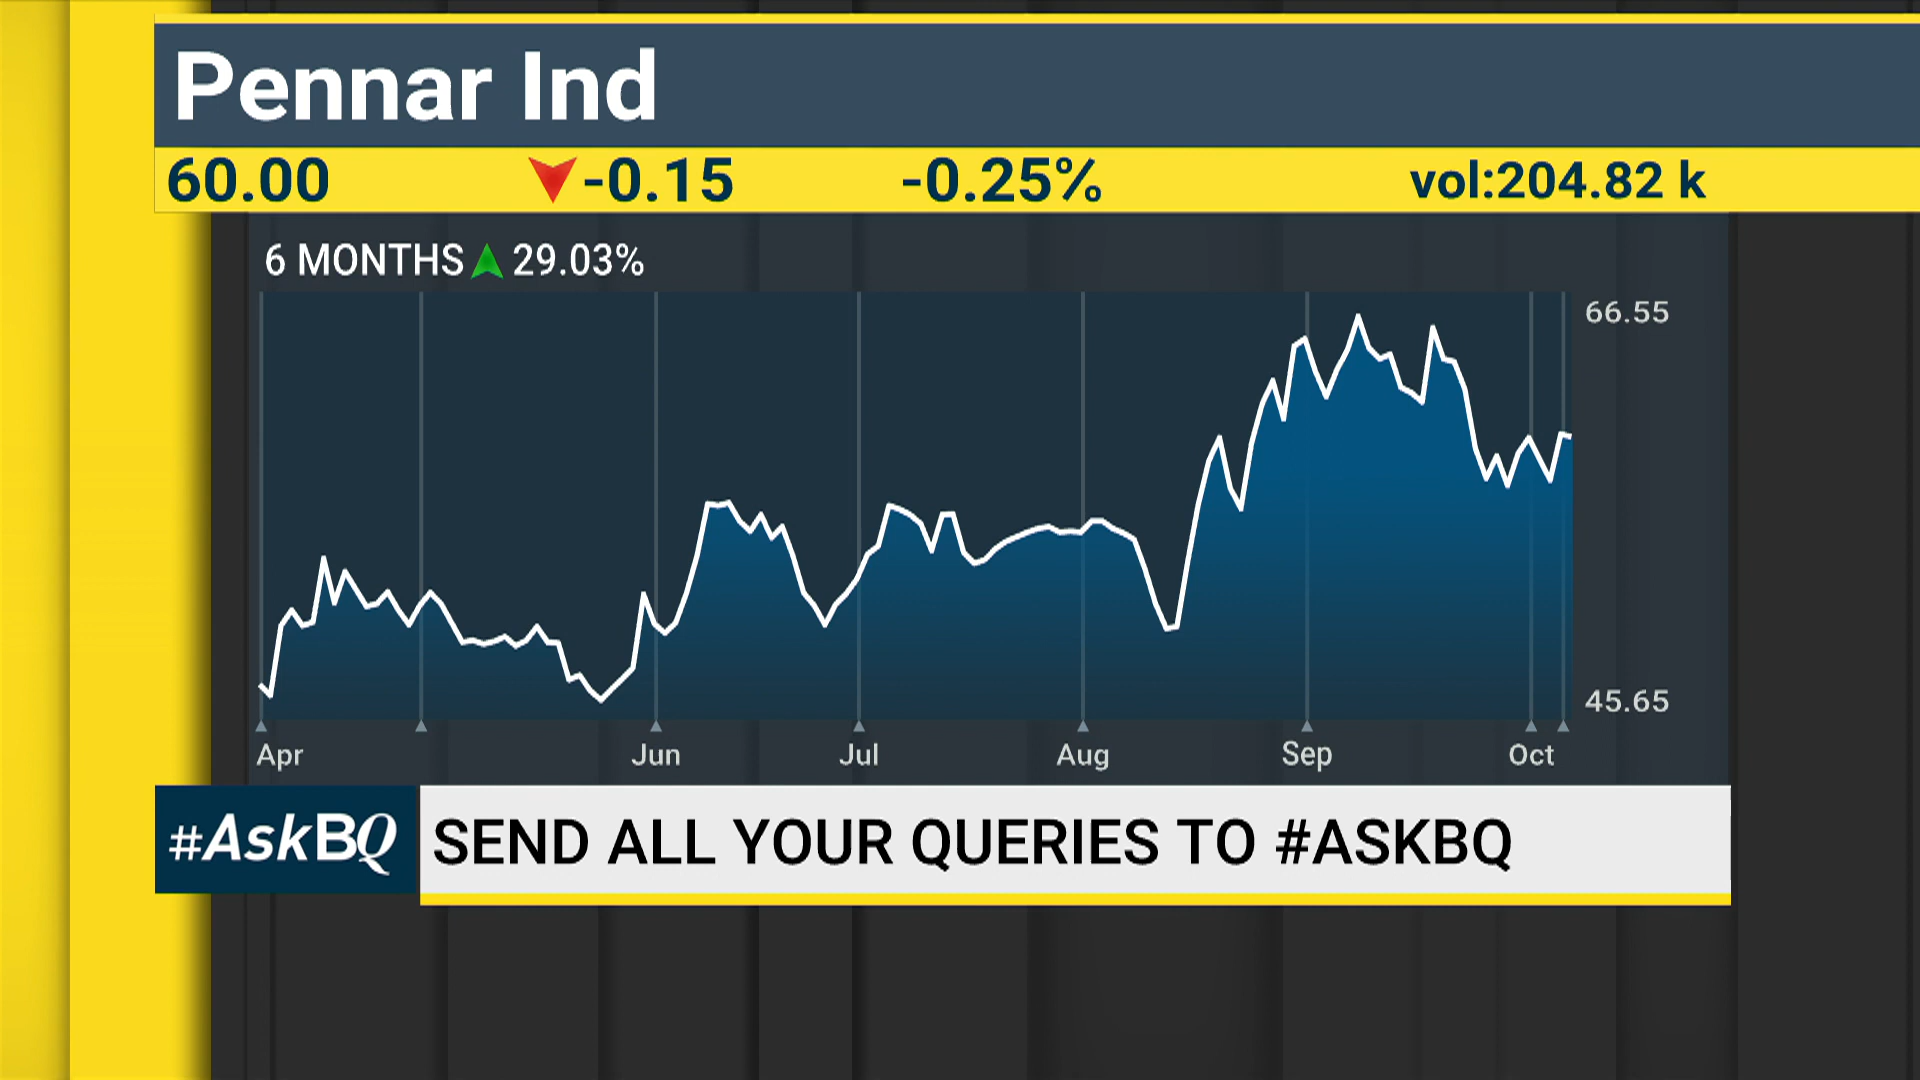 Pennar Ind
60.00 -0.15 -0.25% vol:204.82 k
6 MONTHS 29.03%
66.55
45.65
Apr Jun Jul Aug Sep Oct
#AskBQ SEND ALL YOUR QUERIES TO #ASKBQ